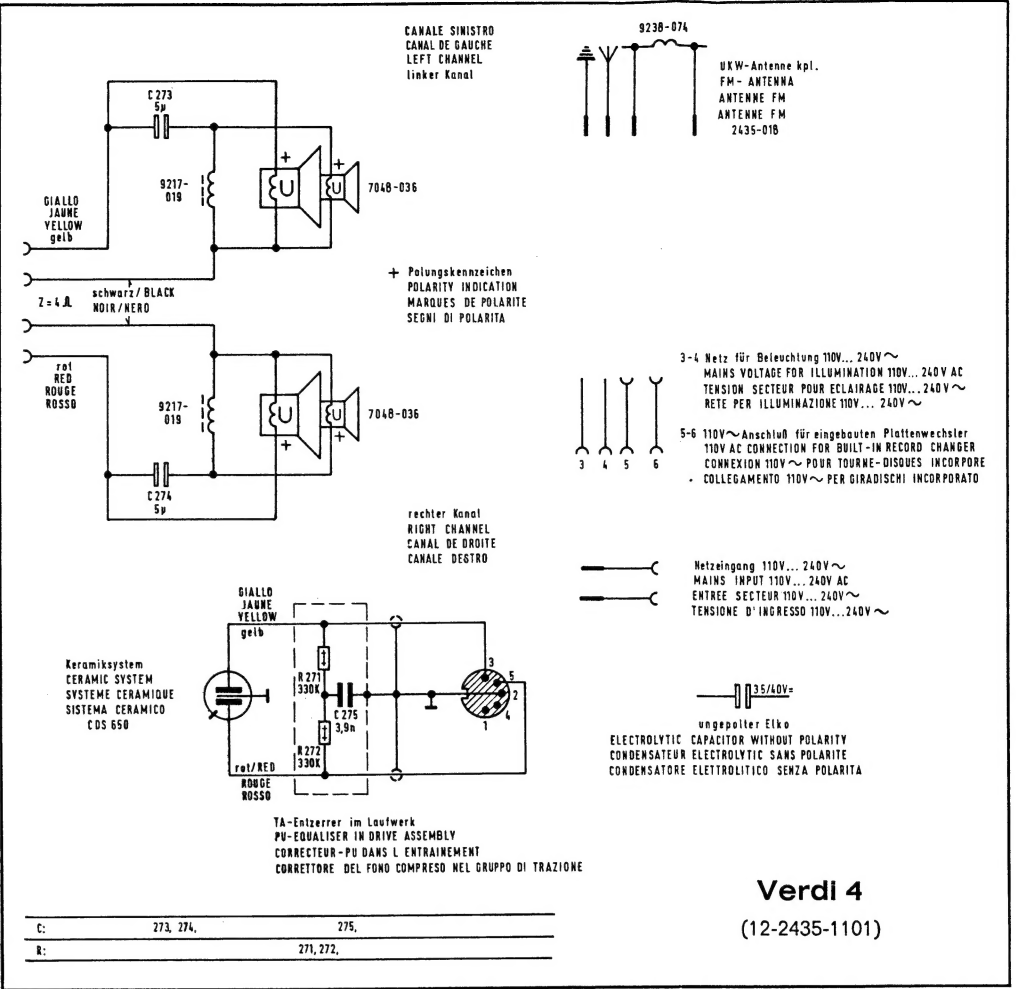 CANALE SINISTRO
CANAL DE GAUCHE
LEFT CHANNEL
linker Kanal
9238-074
UKW-Antenne kpl.
FM- ANTENNA
ANTENNE FM
ANTENNE FM
2435-018
C 273
5µ
+
+
U
U
9217-
019
7048-036
GIALLO
JAUNE
YELLOW
gelb
Z=4 Ω
schwarz/BLACK
NOIR/NERO
+ Polungskennzeichen
POLARITY INDICATION
MARQUES DE POLARITE
SEGNI DI POLARITA
rot
RED
ROUGE
ROSSO
9217-
019
U
U
+
+
7048-036
C 274
5µ
3-4 Netz für Beleuchtung 110V... 240V~
MAINS VOLTAGE FOR ILLUMINATION 110V... 240V AC
TENSION SECTEUR POUR ECLAIRAGE 110V... 240V~
RETE PER ILLUMINAZIONE 110V... 240V~
5-6 110V~Anschluß für eingebauten Plattenwechsler
110V AC CONNECTION FOR BUILT-IN RECORD CHANGER
CONNEXION 110V~ POUR TOURNE-DISQUES INCORPORE
COLLEGAMENTO 110V~ PER GIRADISCHI INCORPORATO
3 4 5 6
rechter Kanal
RIGHT CHANNEL
CANAL DE DROITE
CANALE DESTRO
Netzeingang 110V... 240V~
MAINS INPUT 110V... 240V AC
ENTREE SECTEUR 110V... 240V~
TENSIONE D'INGRESSO 110V...240V~
GIALLO
JAUNE
YELLOW
gelb
Keramiksystem
CERAMIC SYSTEM
SYSTEME CERAMIQUE
SISTEMA CERAMICO
CDS 650
R 271
330K
C 275
3,9n
R 272
330K
rot/RED
ROUGE
ROSSO
3
5
2
4
1
35/40V=
ungepolter Elko
ELECTROLYTIC CAPACITOR WITHOUT POLARITY
CONDENSATEUR ELECTROLYTIC SANS POLARITE
CONDENSATORE ELETTROLITICO SENZA POLARITA
TA-Entzerrer im Laufwerk
PU-EQUALISER IN DRIVE ASSEMBLY
CORRECTEUR-PU DANS L ENTRAINEMENT
CORRETTORE DEL FONO COMPRESO NEL GRUPPO DI TRAZIONE
Verdi 4
(12-2435-1101)
C: 273, 274, 275,
R: 271, 272,